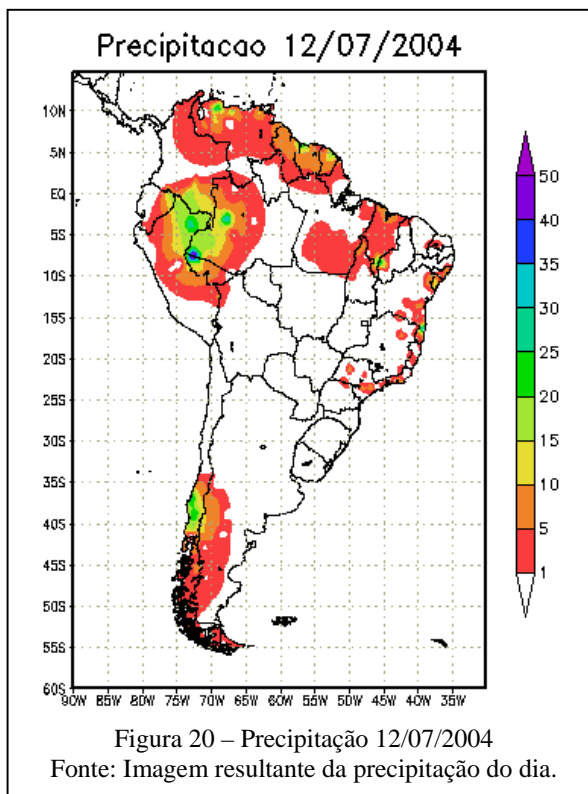 Precipitacao 12/07/2004
10N
5N
EQ
5S
10S
15S
20S
25S
30S
35S
40S
45S
50S
55S
60S
90W 85W 80W 75W 70W 65W 60W 55W 50W 45W 40W 35W
50
40
35
30
25
20
15
10
5
1
Figura 20 – Precipitação 12/07/2004
Fonte: Imagem resultante da precipitação do dia.